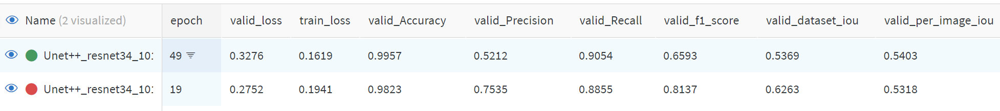 Name (2 visualized) epoch valid_loss train_loss valid_Accuracy valid_Precision valid_Recall valid_f1_score valid_dataset_iou valid_per_image_iou
Unet++_resnet34_101 49 0.3276 0.1619 0.9957 0.5212 0.9054 0.6593 0.5369 0.5403
Unet++_resnet34_101 19 0.2752 0.1941 0.9823 0.7535 0.8855 0.8137 0.6263 0.5318